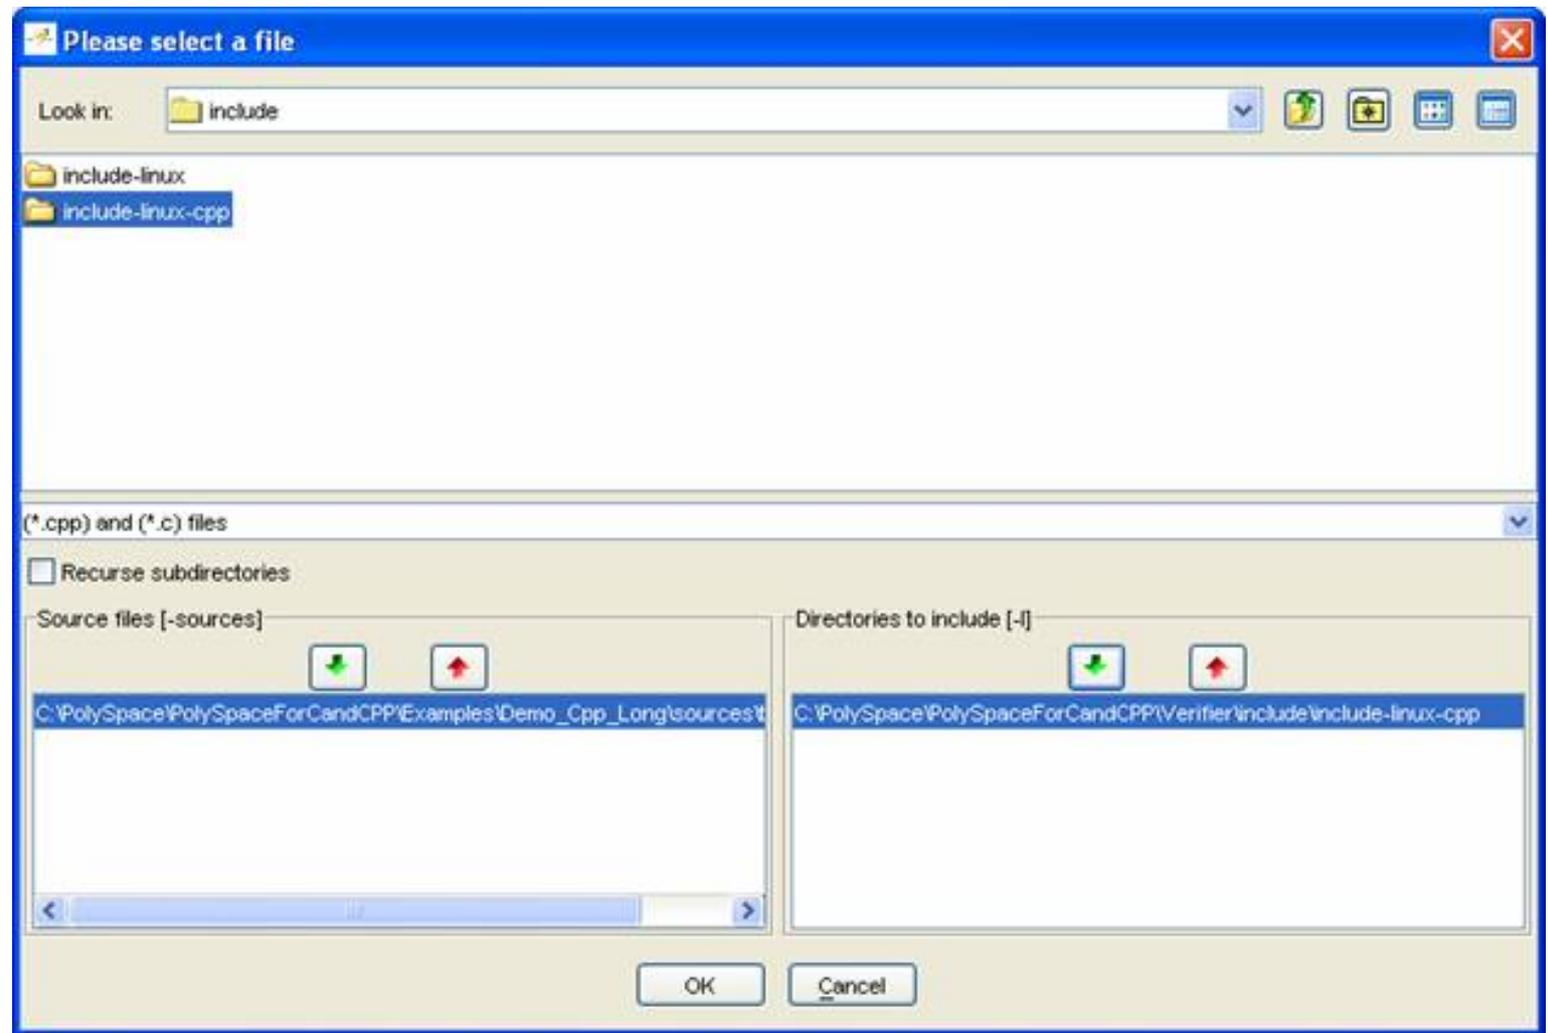 Please select a file
Look in: include
include-linux
include-linux-cpp
(*.cpp) and (*.c) files
Recurse subdirectories
Source files [-sources]
Directories to include [-I]
C:\PolySpace\PolySpaceForCandCPP\Examples\Demo_Cpp_Long\sources\t
C:\PolySpace\PolySpaceForCandCPP\Verifier\include\include-linux-cpp
OK
Cancel